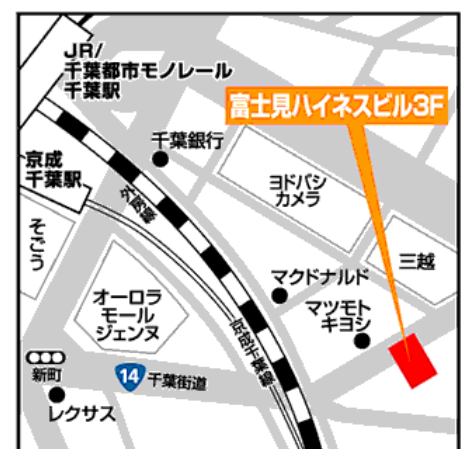 JR/
千葉都市モノレール
千葉駅
富士見ハイネスビル3F
千葉銀行
京成
千葉駅
ヨドバシ
カメラ
外房線
そごう
三越
マクドナルド
オーロラ
モール
ジェンヌ
マツモト
キヨシ
京成千葉線
新町
14
千葉街道
レクサス